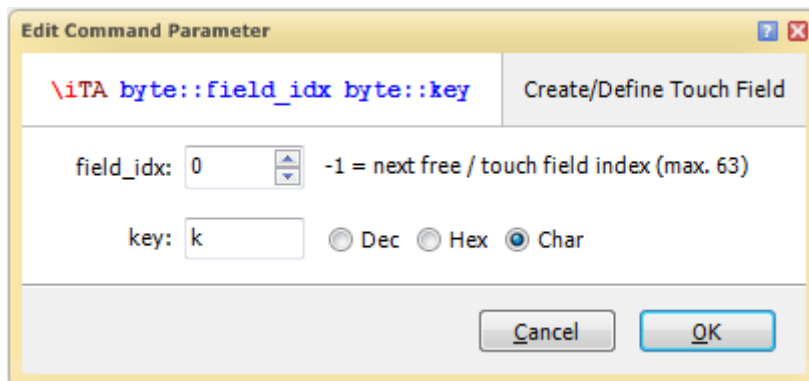 Edit Command Parameter
\iTA byte::field_idx byte::key
Create/Define Touch Field
field_idx: 0 -1 = next free / touch field index (max. 63)
key: k Dec Hex Char
Cancel OK